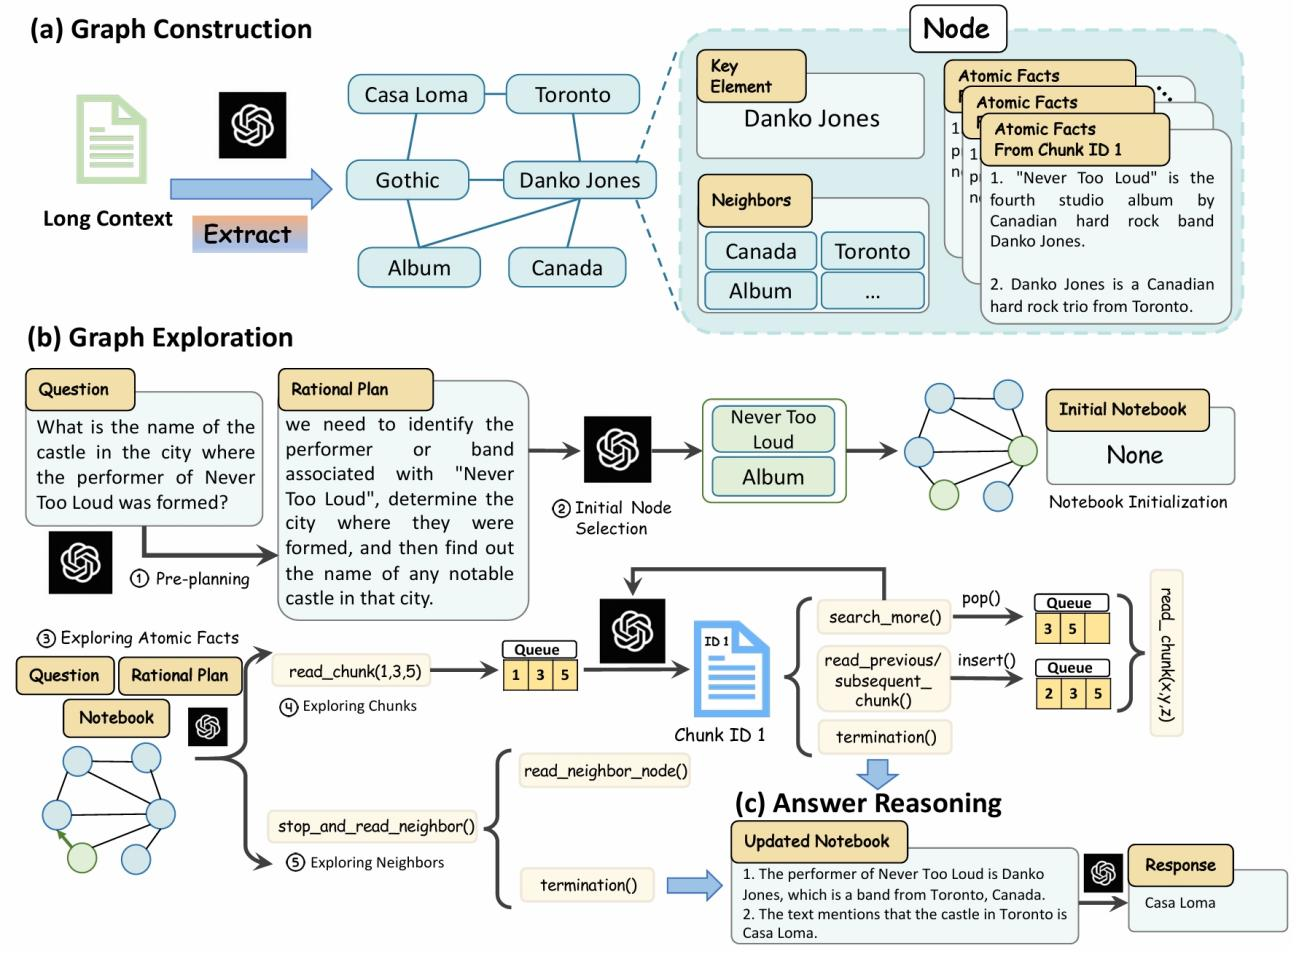 (a) Graph Construction
Long Context
Extract
Casa Loma
Toronto
Gothic
Danko Jones
Album
Canada
Node
Key
Element
Danko Jones
Neighbors
Canada
Toronto
Album
...
Atomic Facts
F
1
p
n
Atomic Facts
F
1
p
n
Atomic Facts
From Chunk ID 1
1. "Never Too Loud" is the
fourth studio album by
Canadian hard rock band
Danko Jones.
2. Danko Jones is a Canadian
hard rock trio from Toronto.
(b) Graph Exploration
Question
What is the name of the
castle in the city where
the performer of Never
Too Loud was formed?
① Pre-planning
Rational Plan
we need to identify the
performer or band
associated with "Never
Too Loud", determine the
city where they were
formed, and then find out
the name of any notable
castle in that city.
② Initial Node
Selection
Never Too
Loud
Album
Initial Notebook
None
Notebook Initialization
③ Exploring Atomic Facts
Question
Rational Plan
Notebook
read_chunk(1,3,5)
④ Exploring Chunks
Queue
1 3 5
ID 1
Chunk ID 1
search_more()
pop()
Queue
3 5
read_previous/
subsequent_
chunk()
insert()
Queue
2 3 5
termination()
read_ chunk(x,y,z)
stop_and_read_neighbor()
⑤ Exploring Neighbors
read_neighbor_node()
termination()
(c) Answer Reasoning
Updated Notebook
1. The performer of Never Too Loud is Danko
Jones, which is a band from Toronto, Canada.
2. The text mentions that the castle in Toronto is
Casa Loma.
Response
Casa Loma